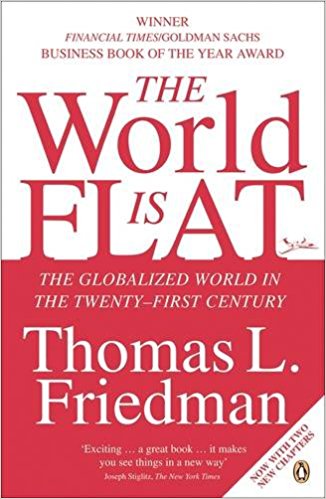 WINNER
FINANCIAL TIMES/GOLDMAN SACHS
BUSINESS BOOK OF THE YEAR AWARD
THE
World
IS
FLAT
THE GLOBALIZED WORLD IN
THE TWENTY–FIRST CENTURY
Thomas L.
Friedman
‘Exciting ... a great book ... it makes
you see things in a new way’
Joseph Stiglitz, The New York Times
NOW WITH TWO
NEW CHAPTERS